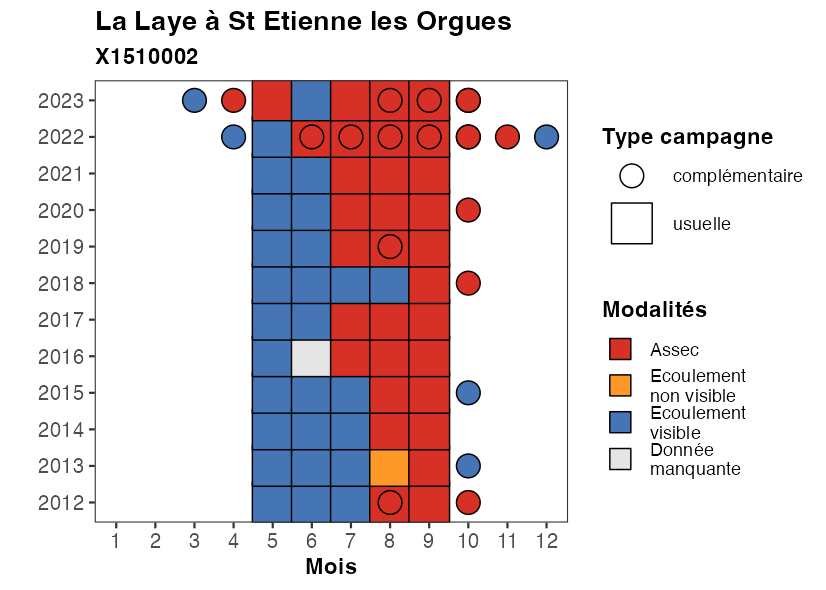 La Laye à St Etienne les Orgues
X1510002
2023
2022
2021
2020
2019
2018
2017
2016
2015
2014
2013
2012
1 2 3 4 5 6 7 8 9 10 11 12
Mois
Type campagne
complémentaire
usuelle
Modalités
Assec
Ecoulement
non visible
Ecoulement
visible
Donnée
manquante